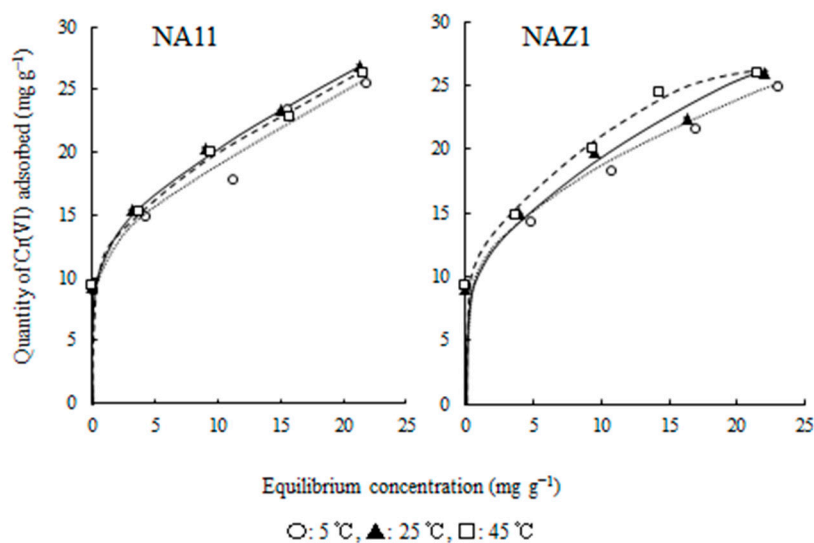 NA11
NAZ1
Quantity of Cr(VI) adsorbed (mg g⁻¹)
30
25
20
15
10
5
0
0 5 10 15 20 25
30
25
20
15
10
5
0
0 5 10 15 20 25
Equilibrium concentration (mg g⁻¹)
○: 5 ℃, ▲: 25 ℃, □: 45 ℃